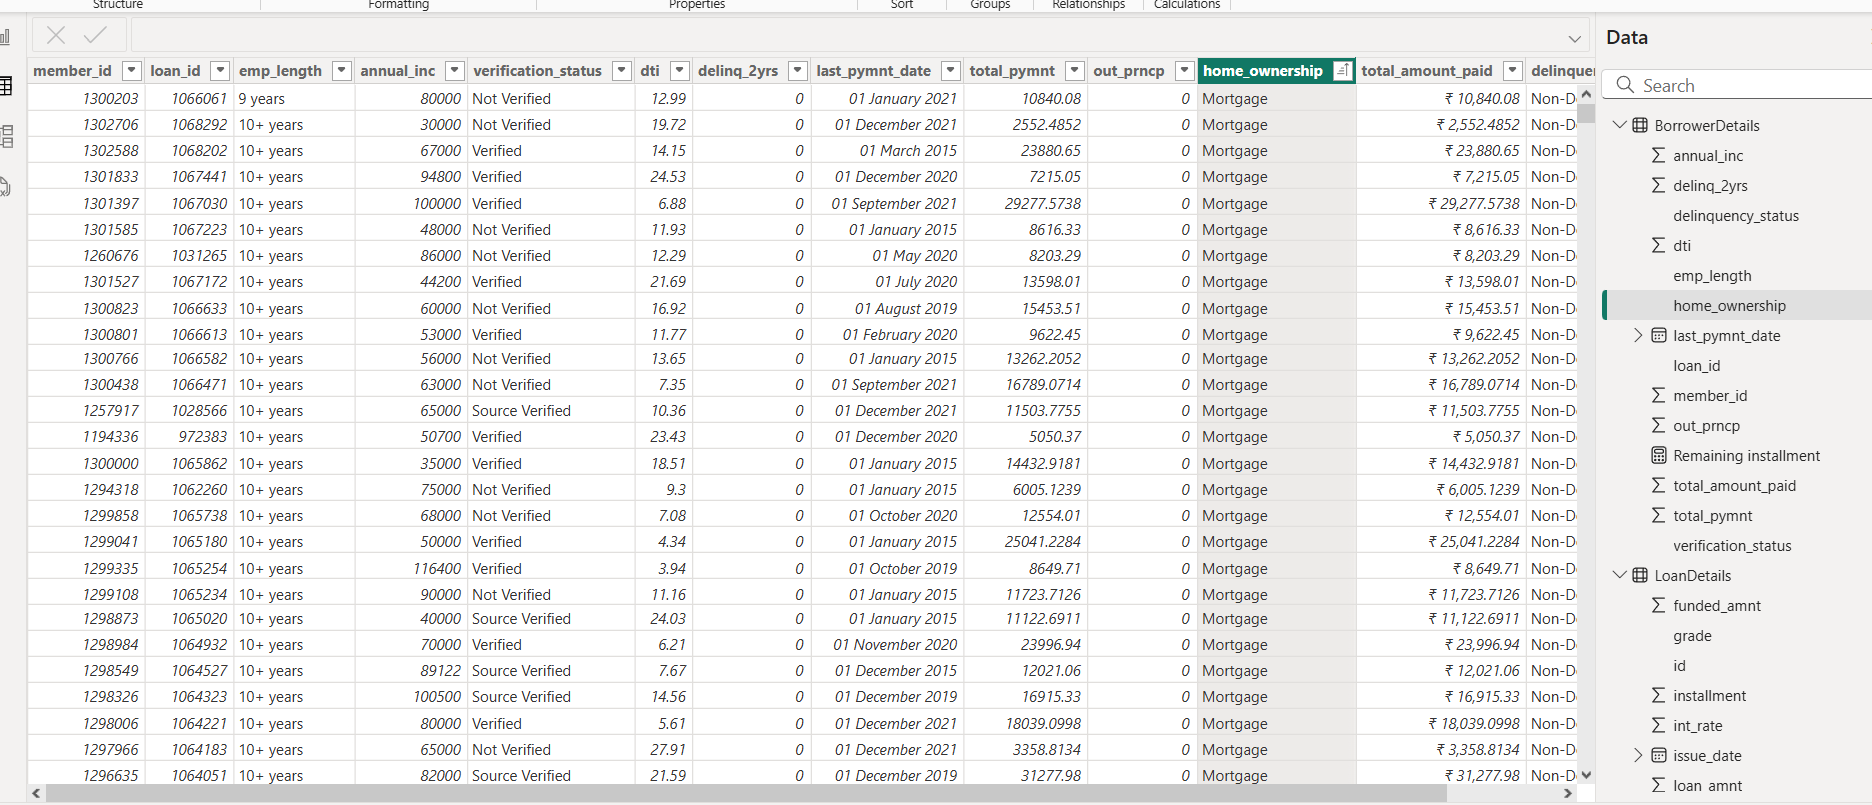 Structure Formatting Properties Sort Groups Relationships Calculations
Data
member_id loan_id emp_length annual_inc verification_status dti delinq_2yrs last_pymnt_date total_pymnt out_prncp home_ownership total_amount_paid delinquen
1300203 1066061 9 years 80000 Not Verified 12.99 0 01 January 2021 10840.08 0 Mortgage ₹ 10,840.08 Non-D
1302706 1068292 10+ years 30000 Not Verified 19.72 0 01 December 2021 2552.4852 0 Mortgage ₹ 2,552.4852 Non-D
1302588 1068202 10+ years 67000 Verified 14.15 0 01 March 2015 23880.65 0 Mortgage ₹ 23,880.65 Non-D
1301833 1067441 10+ years 94800 Verified 24.53 0 01 December 2020 7215.05 0 Mortgage ₹ 7,215.05 Non-D
1301397 1067030 10+ years 100000 Verified 6.88 0 01 September 2021 29277.5738 0 Mortgage ₹ 29,277.5738 Non-D
1301585 1067223 10+ years 48000 Not Verified 11.93 0 01 January 2015 8616.33 0 Mortgage ₹ 8,616.33 Non-D
1260676 1031265 10+ years 86000 Not Verified 12.29 0 01 May 2020 8203.29 0 Mortgage ₹ 8,203.29 Non-D
1301527 1067172 10+ years 44200 Verified 21.69 0 01 July 2020 13598.01 0 Mortgage ₹ 13,598.01 Non-D
1300823 1066633 10+ years 60000 Not Verified 16.92 0 01 August 2019 15453.51 0 Mortgage ₹ 15,453.51 Non-D
1300801 1066613 10+ years 53000 Verified 11.77 0 01 February 2020 9622.45 0 Mortgage ₹ 9,622.45 Non-D
1300766 1066582 10+ years 56000 Not Verified 13.65 0 01 January 2015 13262.2052 0 Mortgage ₹ 13,262.2052 Non-D
1300438 1066471 10+ years 63000 Not Verified 7.35 0 01 September 2021 16789.0714 0 Mortgage ₹ 16,789.0714 Non-D
1257917 1028566 10+ years 65000 Source Verified 10.36 0 01 December 2021 11503.7755 0 Mortgage ₹ 11,503.7755 Non-D
1194336 972383 10+ years 50700 Verified 23.43 0 01 December 2020 5050.37 0 Mortgage ₹ 5,050.37 Non-D
1300000 1065862 10+ years 35000 Verified 18.51 0 01 January 2015 14432.9181 0 Mortgage ₹ 14,432.9181 Non-D
1294318 1062260 10+ years 75000 Not Verified 9.3 0 01 January 2015 6005.1239 0 Mortgage ₹ 6,005.1239 Non-D
1299858 1065738 10+ years 68000 Not Verified 7.08 0 01 October 2020 12554.01 0 Mortgage ₹ 12,554.01 Non-D
1299041 1065180 10+ years 50000 Verified 4.34 0 01 January 2015 25041.2284 0 Mortgage ₹ 25,041.2284 Non-D
1299335 1065254 10+ years 116400 Verified 3.94 0 01 October 2019 8649.71 0 Mortgage ₹ 8,649.71 Non-D
1299108 1065234 10+ years 90000 Not Verified 11.16 0 01 January 2015 11723.7126 0 Mortgage ₹ 11,723.7126 Non-D
1298873 1065020 10+ years 40000 Source Verified 24.03 0 01 January 2015 11122.6911 0 Mortgage ₹ 11,122.6911 Non-D
1298984 1064932 10+ years 70000 Verified 6.21 0 01 November 2020 23996.94 0 Mortgage ₹ 23,996.94 Non-D
1298549 1064527 10+ years 89122 Source Verified 7.67 0 01 December 2015 12021.06 0 Mortgage ₹ 12,021.06 Non-D
1298326 1064323 10+ years 100500 Source Verified 14.56 0 01 December 2019 16915.33 0 Mortgage ₹ 16,915.33 Non-D
1298006 1064221 10+ years 80000 Verified 5.61 0 01 December 2021 18039.0998 0 Mortgage ₹ 18,039.0998 Non-D
1297966 1064183 10+ years 65000 Not Verified 27.91 0 01 December 2021 3358.8134 0 Mortgage ₹ 3,358.8134 Non-D
1296635 1064051 10+ years 82000 Source Verified 21.59 0 01 December 2019 31277.98 0 Mortgage ₹ 31,277.98 Non-D
Search
BorrowerDetails
annual_inc
delinq_2yrs
delinquency_status
dti
emp_length
home_ownership
last_pymnt_date
loan_id
member_id
out_prncp
Remaining installment
total_amount_paid
total_pymnt
verification_status
LoanDetails
funded_amnt
grade
id
installment
int_rate
issue_date
loan_amnt